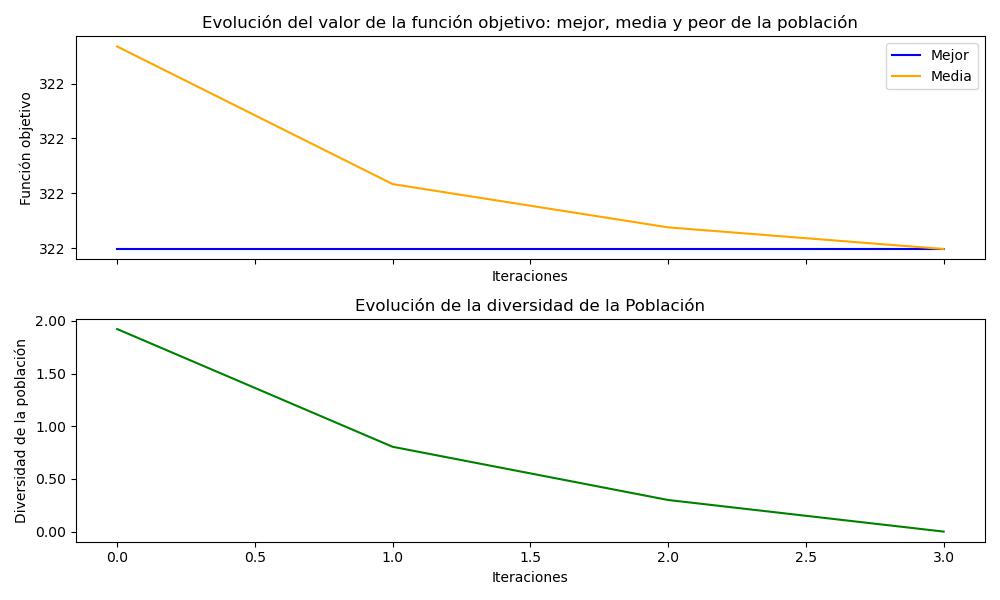 Evolución del valor de la función objetivo: mejor, media y peor de la población
Mejor
Media
Función objetivo
322
322
322
322
Iteraciones
Evolución de la diversidad de la Población
Diversidad de la población
2.00
1.50
1.00
0.50
0.00
0.0 0.5 1.0 1.5 2.0 2.5 3.0
Iteraciones